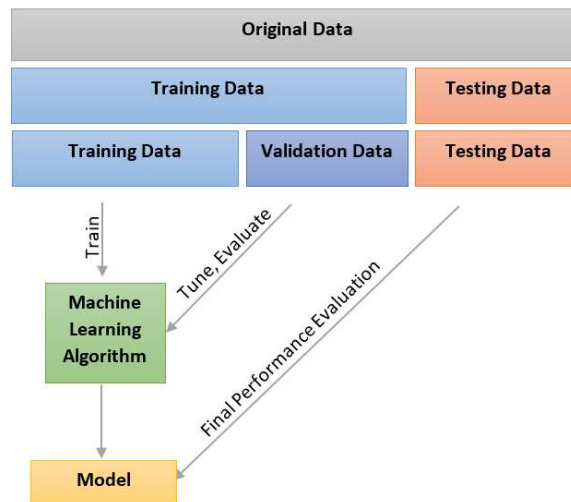 Original Data
Training Data
Testing Data
Training Data
Validation Data
Testing Data
Train
Tune, Evaluate
Final Performance Evaluation
Machine
Learning
Algorithm
Model